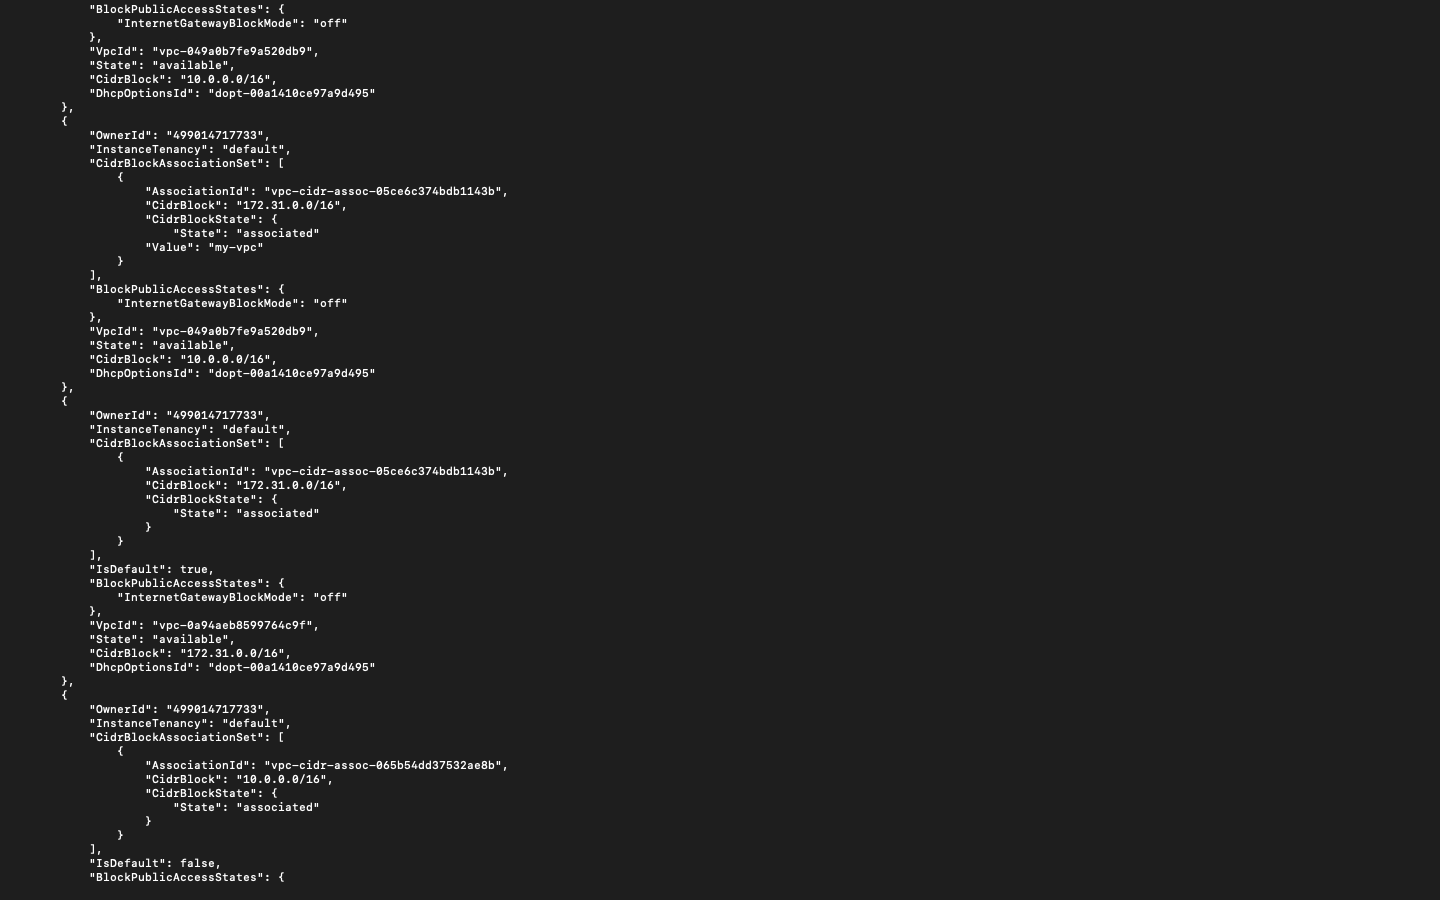 "BlockPublicAccessStates": {
"InternetGatewayBlockMode": "off"
},
"VpcId": "vpc-049a0b7fe9a520db9",
"State": "available",
"CidrBlock": "10.0.0.0/16",
"DhcpOptionsId": "dopt-00a1410ce97a9d495"
},
{
"OwnerId": "499014717733",
"InstanceTenancy": "default",
"CidrBlockAssociationSet": [
{
"AssociationId": "vpc-cidr-assoc-05ce6c374bdb1143b",
"CidrBlock": "172.31.0.0/16",
"CidrBlockState": {
"State": "associated"
"Value": "my-vpc"
}
],
"BlockPublicAccessStates": {
"InternetGatewayBlockMode": "off"
},
"VpcId": "vpc-049a0b7fe9a520db9",
"State": "available",
"CidrBlock": "10.0.0.0/16",
"DhcpOptionsId": "dopt-00a1410ce97a9d495"
},
{
"OwnerId": "499014717733",
"InstanceTenancy": "default",
"CidrBlockAssociationSet": [
{
"AssociationId": "vpc-cidr-assoc-05ce6c374bdb1143b",
"CidrBlock": "172.31.0.0/16",
"CidrBlockState": {
"State": "associated"
}
}
],
"IsDefault": true,
"BlockPublicAccessStates": {
"InternetGatewayBlockMode": "off"
},
"VpcId": "vpc-0a94aeb8599764c9f",
"State": "available",
"CidrBlock": "172.31.0.0/16",
"DhcpOptionsId": "dopt-00a1410ce97a9d495"
},
{
"OwnerId": "499014717733",
"InstanceTenancy": "default",
"CidrBlockAssociationSet": [
{
"AssociationId": "vpc-cidr-assoc-065b54dd37532ae8b",
"CidrBlock": "10.0.0.0/16",
"CidrBlockState": {
"State": "associated"
}
}
],
"IsDefault": false,
"BlockPublicAccessStates": {